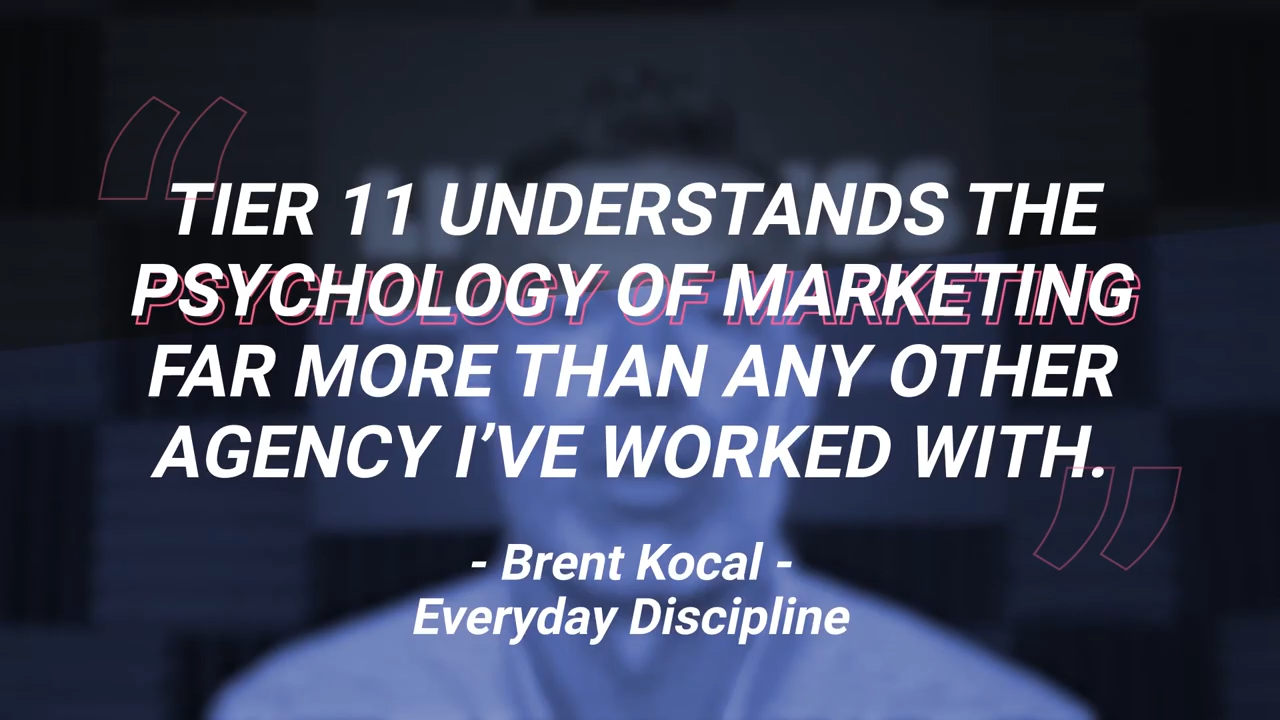 “
TIER 11 UNDERSTANDS THE
PSYCHOLOGY OF MARKETING
FAR MORE THAN ANY OTHER
AGENCY I’VE WORKED WITH.
”
- Brent Kocal -
Everyday Discipline